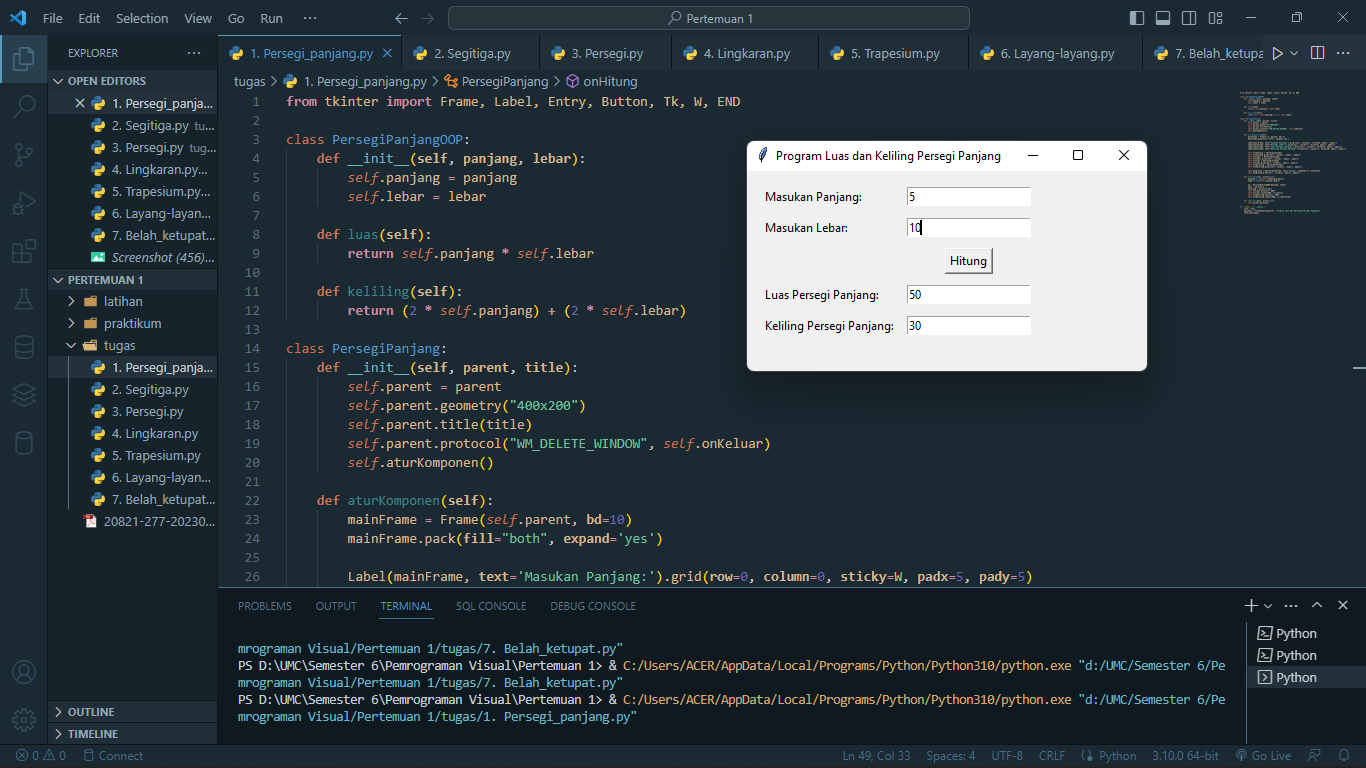 File Edit Selection View Go Run ··· Pertemuan 1
EXPLORER ···
OPEN EDITORS
1. Persegi_panja...
2. Segitiga.py tu...
3. Persegi.py tug...
4. Lingkaran.py...
5. Trapesium.py...
6. Layang-layan...
7. Belah_ketupat...
Screenshot (456)...
PERTEMUAN 1
latihan
praktikum
tugas
1. Persegi_panja...
2. Segitiga.py
3. Persegi.py
4. Lingkaran.py
5. Trapesium.py
6. Layang-layan...
7. Belah_ketupat...
20821-277-20230...
OUTLINE
TIMELINE
1. Persegi_panjang.py 2. Segitiga.py 3. Persegi.py 4. Lingkaran.py 5. Trapesium.py 6. Layang-layang.py 7. Belah_ketupa
tugas > 1. Persegi_panjang.py > PersegiPanjang > onHitung
1 from tkinter import Frame, Label, Entry, Button, Tk, W, END
2
3 class PersegiPanjangOOP:
4 def __init__(self, panjang, lebar):
5 self.panjang = panjang
6 self.lebar = lebar
7
8 def luas(self):
9 return self.panjang * self.lebar
10
11 def keliling(self):
12 return (2 * self.panjang) + (2 * self.lebar)
13
14 class PersegiPanjang:
15 def __init__(self, parent, title):
16 self.parent = parent
17 self.parent.geometry("400x200")
18 self.parent.title(title)
19 self.parent.protocol("WM_DELETE_WINDOW", self.onKeluar)
20 self.aturKomponen()
21
22 def aturKomponen(self):
23 mainFrame = Frame(self.parent, bd=10)
24 mainFrame.pack(fill="both", expand='yes')
25
26 Label(mainFrame, text='Masukan Panjang:').grid(row=0, column=0, sticky=W, padx=5, pady=5)
Program Luas dan Keliling Persegi Panjang
Masukan Panjang: 5
Masukan Lebar: 10
Hitung
Luas Persegi Panjang: 50
Keliling Persegi Panjang: 30
PROBLEMS OUTPUT TERMINAL SQL CONSOLE DEBUG CONSOLE
mrograman Visual/Pertemuan 1/tugas/7. Belah_ketupat.py"
PS D:\UMC\Semester 6\Pemrograman Visual\Pertemuan 1> & C:/Users/ACER/AppData/Local/Programs/Python/Python310/python.exe "d:/UMC/Semester 6/Pe
mrograman Visual/Pertemuan 1/tugas/7. Belah_ketupat.py"
PS D:\UMC\Semester 6\Pemrograman Visual\Pertemuan 1> & C:/Users/ACER/AppData/Local/Programs/Python/Python310/python.exe "d:/UMC/Semester 6/Pe
mrograman Visual/Pertemuan 1/tugas/1. Persegi_panjang.py"
Python
Python
Python
0 0 Connect Ln 49, Col 33 Spaces: 4 UTF-8 CRLF Python 3.10.0 64-bit Go Live